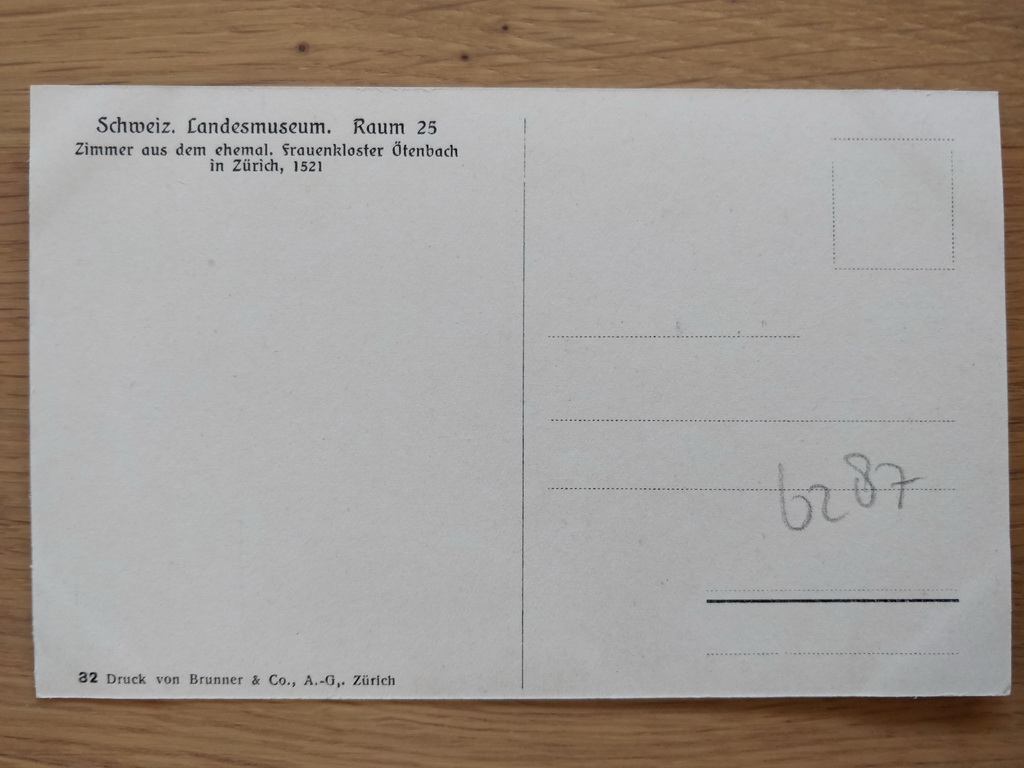 Schweiz. Landesmuseum. Raum 25
Zimmer aus dem ehemal. Frauenkloster Ötenbach
in Zürich, 1521
6287
32 Druck von Brunner & Co., A.-G,. Zürich